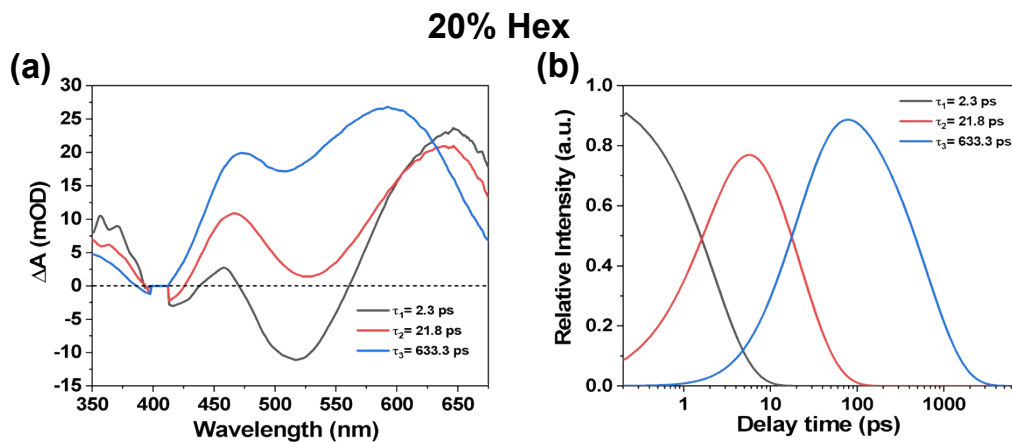 20% Hex
(a)
ΔA (mOD)
30
25
20
15
10
5
0
-5
-10
-15
350 400 450 500 550 600 650
Wavelength (nm)
τ₁= 2.3 ps
τ₂= 21.8 ps
τ₃= 633.3 ps
(b)
Relative Intensity (a.u.)
1.0
0.8
0.6
0.4
0.2
0.0
1 10 100 1000
Delay time (ps)
τ₁= 2.3 ps
τ₂= 21.8 ps
τ₃= 633.3 ps